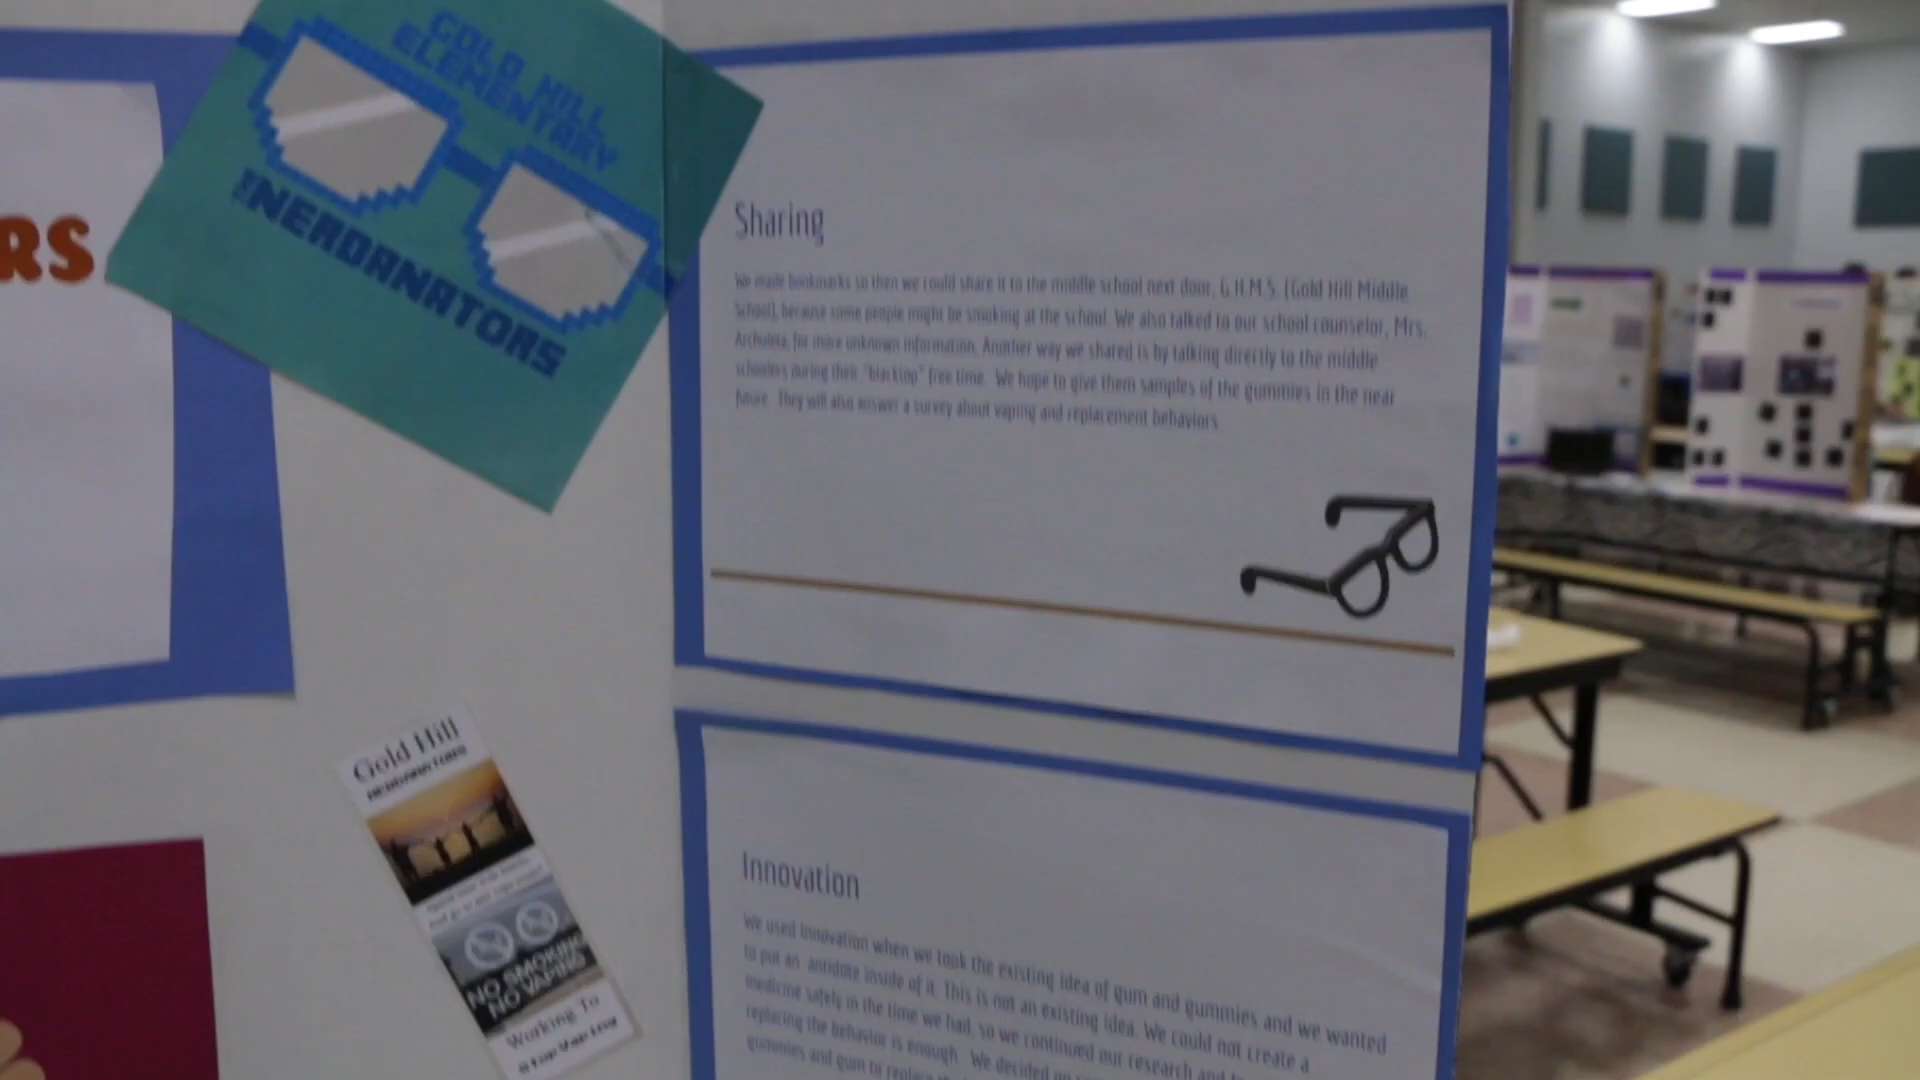 GOLD HILL
ELEMENTARY
THE NERDANATORS
RS
Sharing
We made bookmarks so then we could share it to the middle school next door, G.H.M.S. (Gold Hill Middle
School), because some people might be smoking at the school. We also talked to our school counselor, Mrs.
Archuleta, for more unknown information. Another way we shared is by talking directly to the middle
schoolers during their "blacktop" free time. We hope to give them samples of the gummies in the near
future. They will also answer a survey about vaping and replacement behaviors.
Gold Hill
NERDANATORS
NO SMOKING
NO VAPING
Working To
Stop Vaping
Innovation
We used innovation when we took the existing idea of gum and gummies and we wanted
to put an antidote inside of it. This is not an existing idea. We could not create a
medicine safely in the time we had, so we continued our research and
replacing the behavior is enough. We decided
gummies and gum to replace